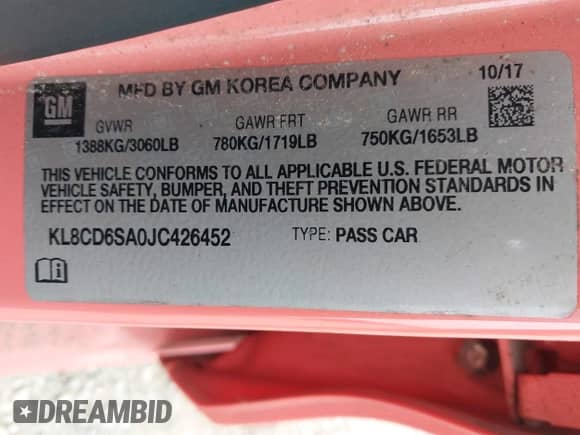 GM
MFD BY GM KOREA COMPANY
10/17
GVWR GAWR FRT GAWR RR
1388KG/3060LB 780KG/1719LB 750KG/1653LB
THIS VEHICLE CONFORMS TO ALL APPLICABLE U.S. FEDERAL MOTOR
VEHICLE SAFETY, BUMPER, AND THEFT PREVENTION STANDARDS IN
EFFECT ON THE DATE OF MANUFACTURE SHOWN ABOVE.
KL8CD6SA0JC426452 TYPE: PASS CAR
DREAMBID